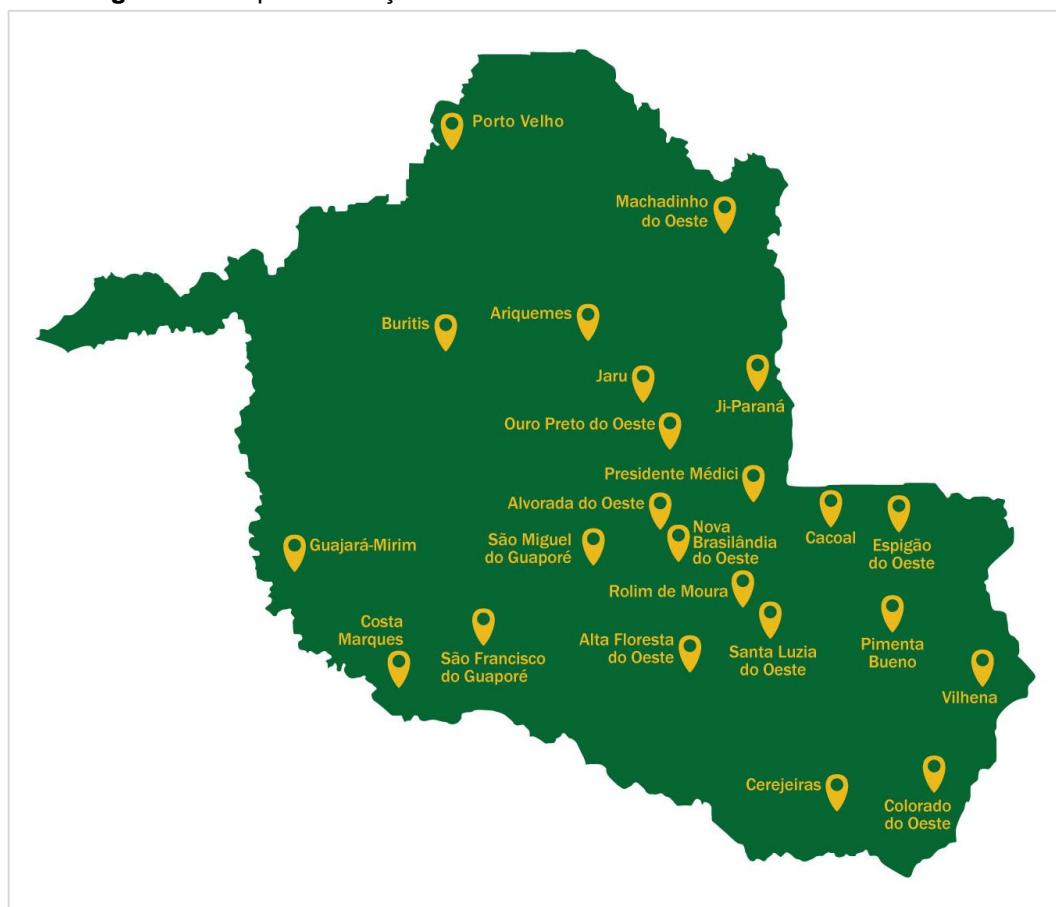 Porto Velho
Machadinho
do Oeste
Ariquemes
Buritis
Jaru
Ji-Paraná
Ouro Preto do Oeste
Presidente Médici
Alvorada do Oeste
Nova
Brasilândia
do Oeste
São Miguel
do Guaporé
Cacoal
Espigão
do Oeste
Guajará-Mirim
Rolim de Moura
Costa
Marques
São Francisco
do Guaporé
Alta Floresta
do Oeste
Santa Luzia
do Oeste
Pimenta
Bueno
Vilhena
Cerejeiras
Colorado
do Oeste